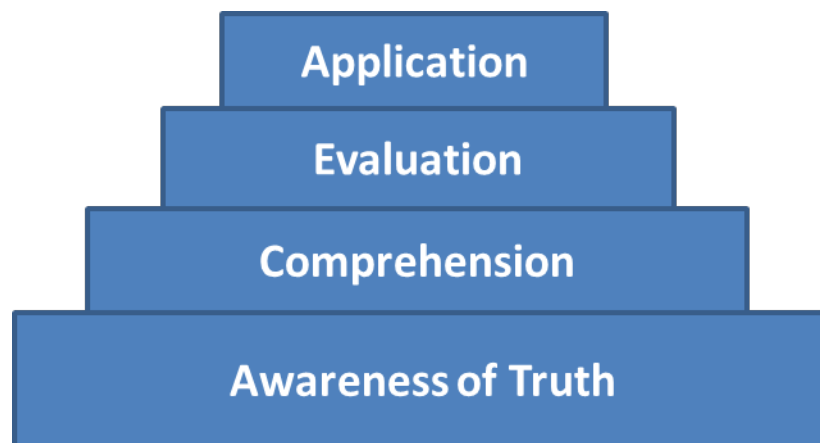 Application
Evaluation
Comprehension
Awareness of Truth